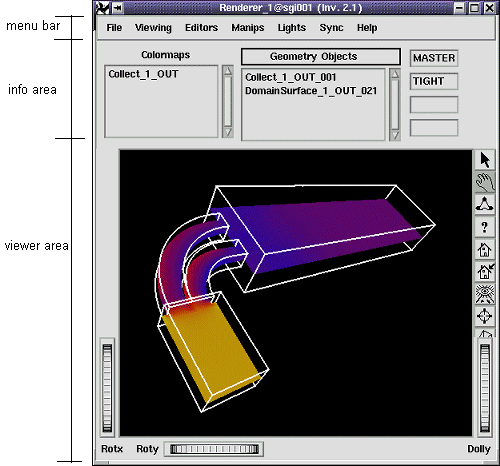 Renderer_1@sgi001 (Inv. 2.1)
menu bar
File Viewing Editors Manips Lights Sync Help
info area
Colormaps
Collect_1_OUT
Geometry Objects
Collect_1_OUT_001
DomainSurface_1_OUT_021
MASTER
TIGHT
viewer area
?
Rotx Roty Dolly